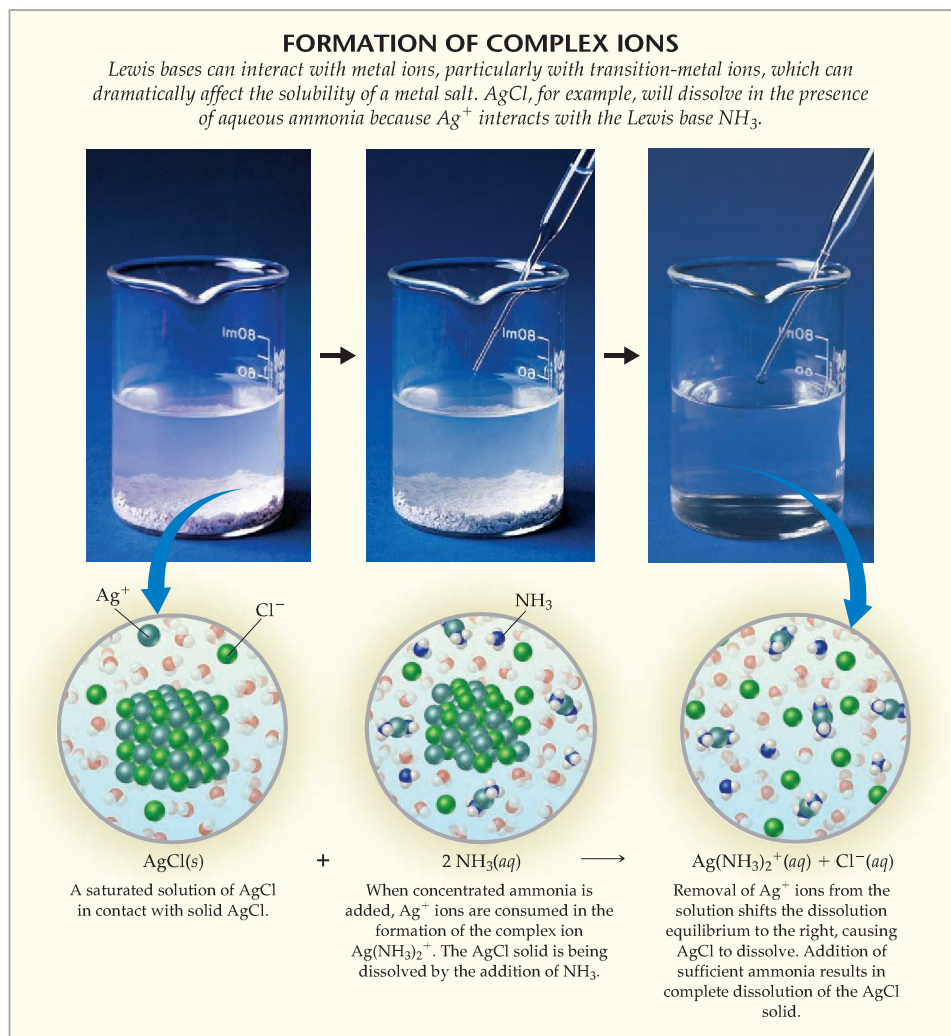 FORMATION OF COMPLEX IONS
Lewis bases can interact with metal ions, particularly with transition-metal ions, which can
dramatically affect the solubility of a metal salt. AgCl, for example, will dissolve in the presence
of aqueous ammonia because Ag⁺ interacts with the Lewis base NH₃.
80ml
60
80ml
60
80ml
60
Ag⁺
Cl⁻
NH₃
AgCl(s) + 2 NH₃(aq) ⟶ Ag(NH₃)₂⁺(aq) + Cl⁻(aq)
A saturated solution of AgCl
in contact with solid AgCl.
When concentrated ammonia is
added, Ag⁺ ions are consumed in the
formation of the complex ion
Ag(NH₃)₂⁺. The AgCl solid is being
dissolved by the addition of NH₃.
Removal of Ag⁺ ions from the
solution shifts the dissolution
equilibrium to the right, causing
AgCl to dissolve. Addition of
sufficient ammonia results in
complete dissolution of the AgCl
solid.